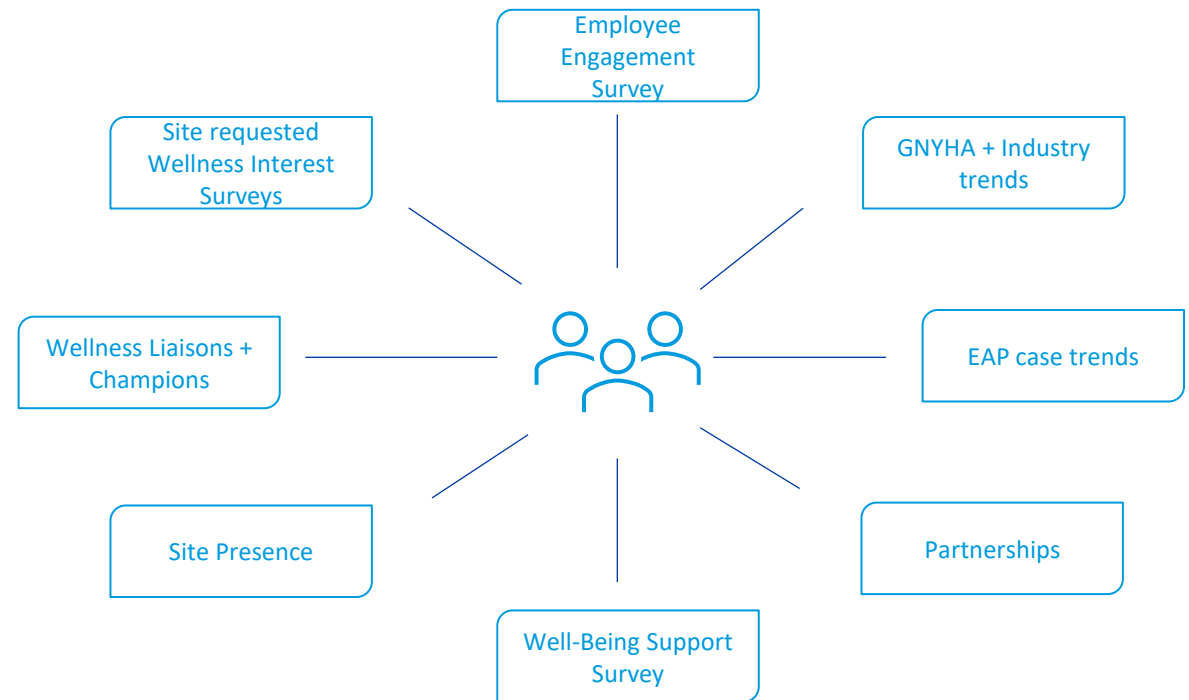 Employee
Engagement
Survey
Site requested
Wellness Interest
Surveys
GNYHA + Industry
trends
Wellness Liaisons +
Champions
EAP case trends
Site Presence
Partnerships
Well-Being Support
Survey